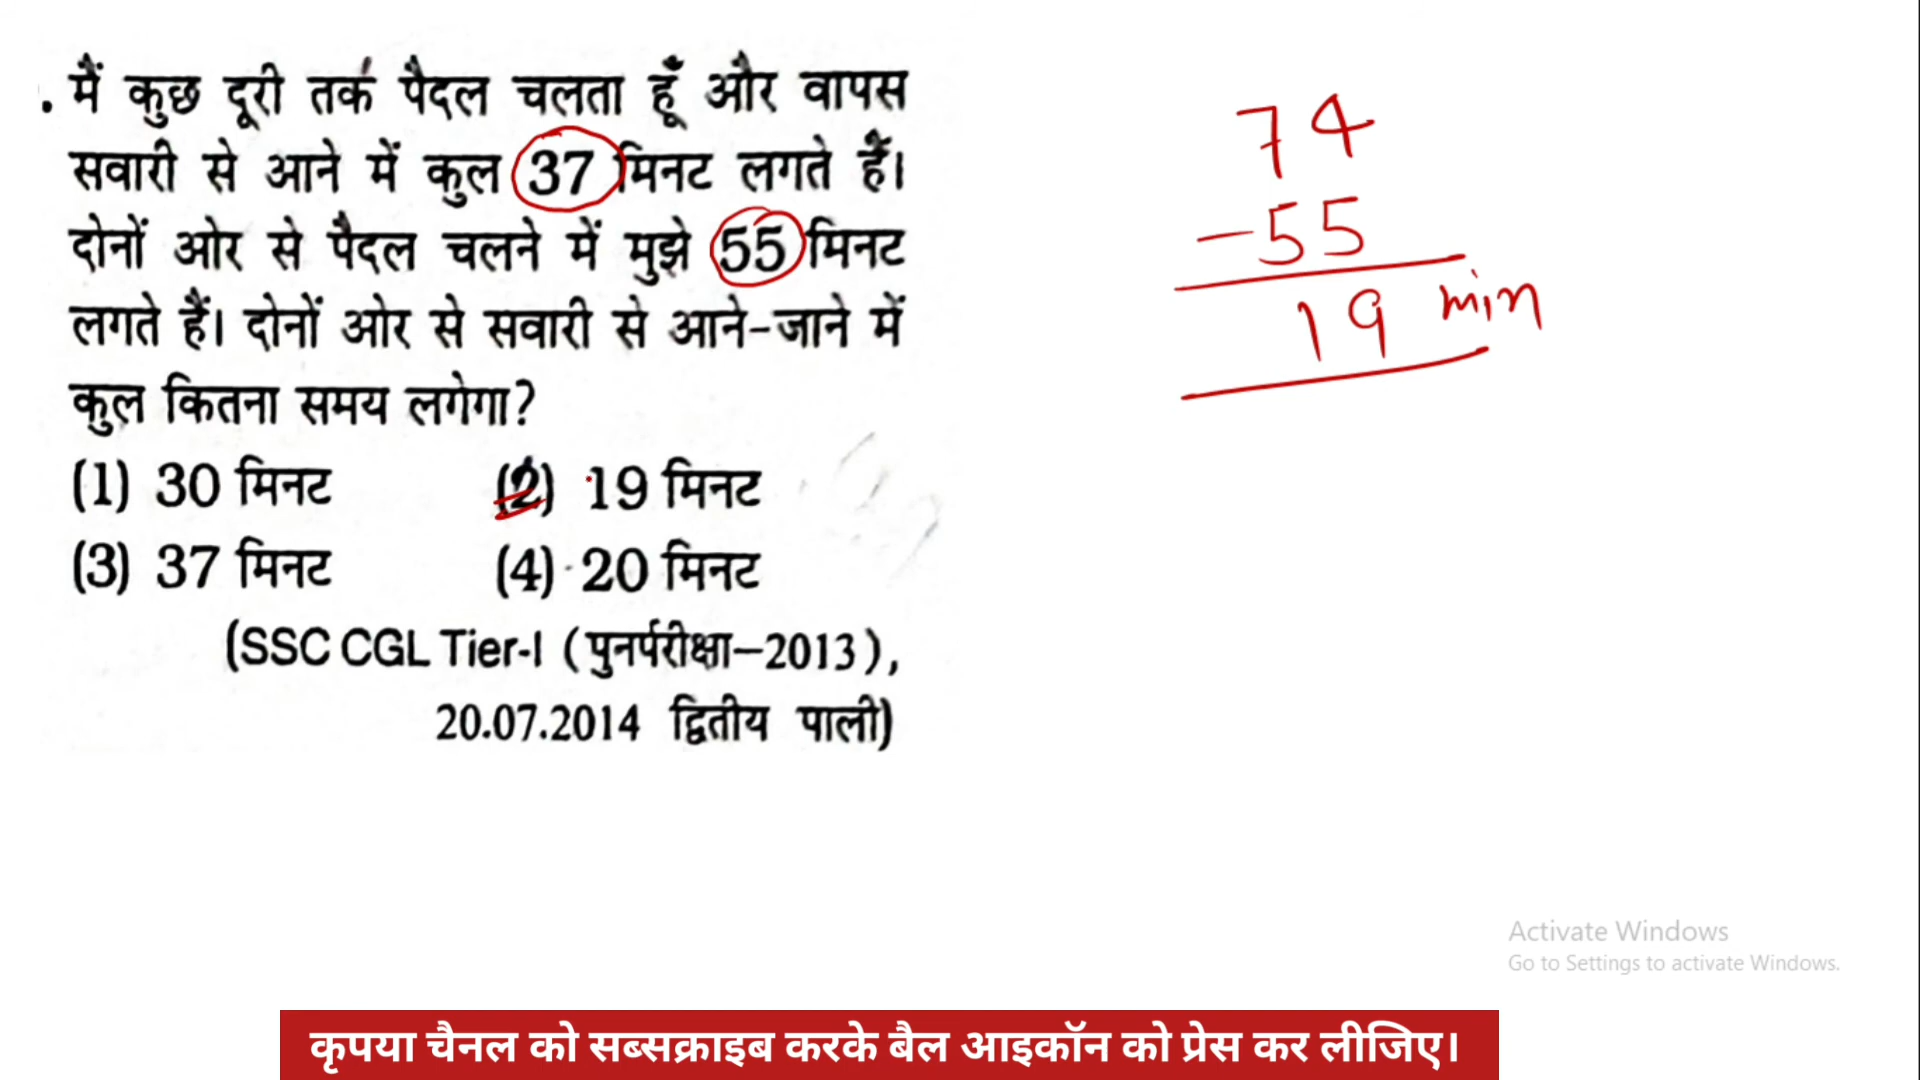 . मैं कुछ दूरी तक पैदल चलता हूँ और वापस
सवारी से आने में कुल 37 मिनट लगते हैं।
दोनों ओर से पैदल चलने में मुझे 55 मिनट
लगते हैं। दोनों ओर से सवारी से आने-जाने में
कुल कितना समय लगेगा?
(1) 30 मिनट (2) 19 मिनट
(3) 37 मिनट (4) 20 मिनट
(SSC CGL Tier-I (पुनर्परीक्षा–2013),
20.07.2014 द्वितीय पाली)
74
-55
19 min
Activate Windows
Go to Settings to activate Windows.
कृपया चैनल को सब्सक्राइब करके बैल आइकॉन को प्रेस कर लीजिए।